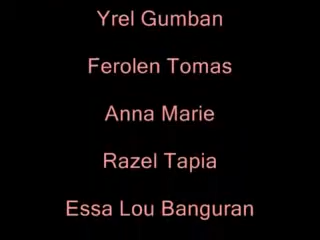 Yrel Gumban
Ferolen Tomas
Anna Marie
Razel Tapia
Essa Lou Banguran